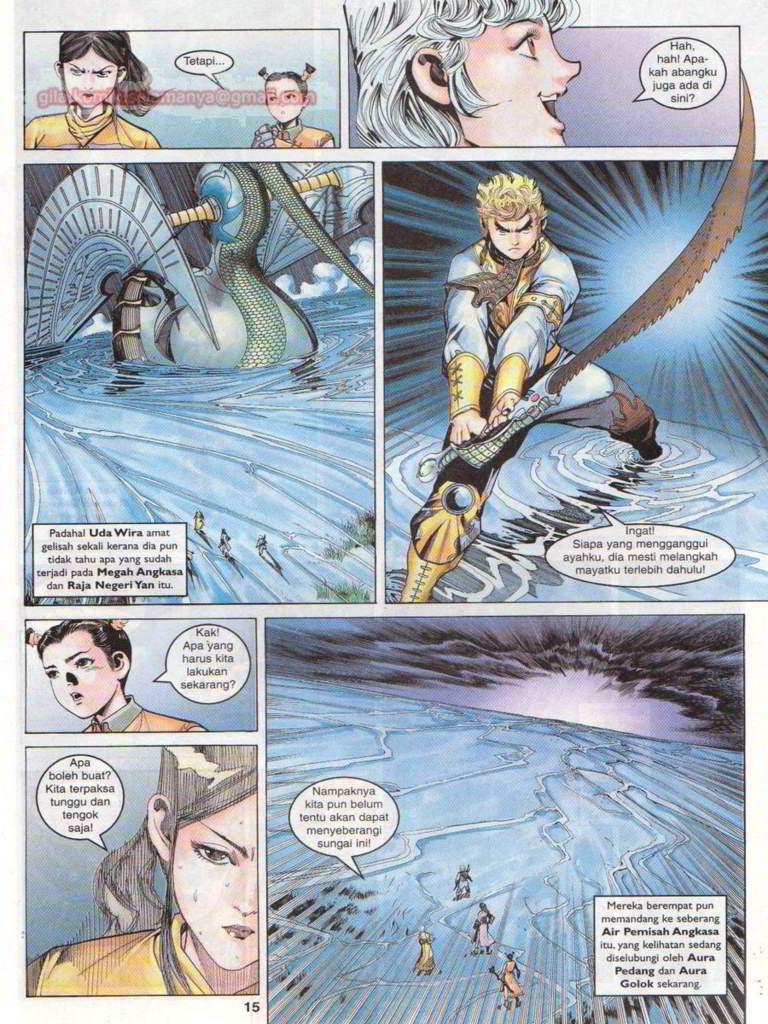 Tetapi...
gilakomiklamanya@gmail.com
Hah,
hah! Apa-
kah abangku
juga ada di
sini?
Padahal Uda Wira amat
gelisah sekali kerana dia pun
tidak tahu apa yang sudah
terjadi pada Megah Angkasa
dan Raja Negeri Yan itu.
Ingat!
Siapa yang mengganggui
ayahku, dia mesti melangkah
mayatku terlebih dahulu!
Kak!
Apa yang
harus kita
lakukan
sekarang?
Apa
boleh buat?
Kita terpaksa
tunggu dan
tengok
saja!
Nampaknya
kita pun belum
tentu akan dapat
menyeberangi
sungai ini!
Mereka berempat pun
memandang ke seberang
Air Pemisah Angkasa
itu, yang kelihatan sedang
diselubungi oleh Aura
Pedang dan Aura
Golok sekarang.
15